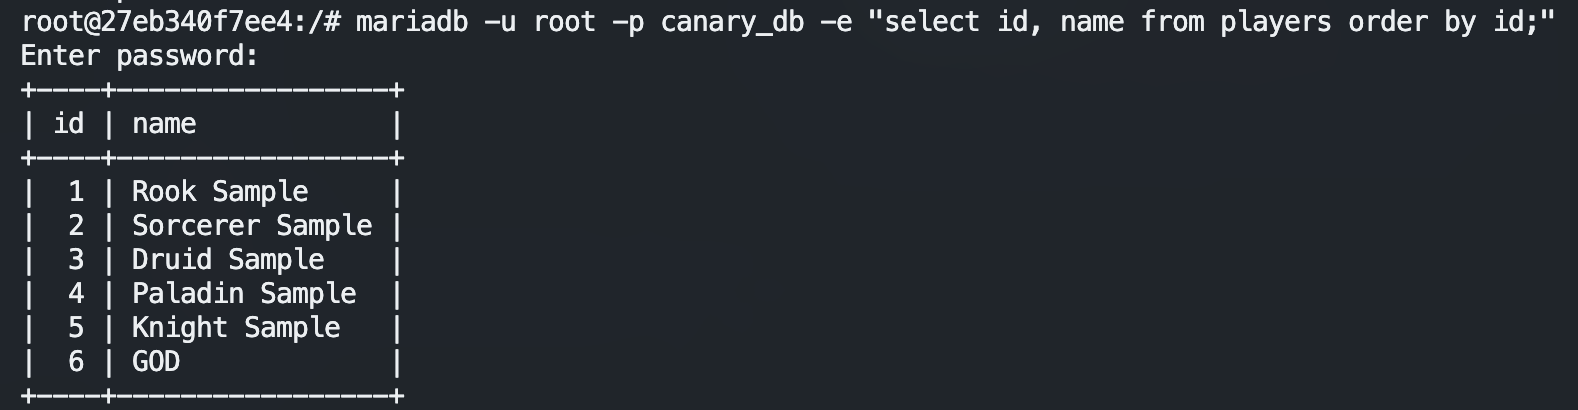 root@27eb340f7ee4:/# mariadb -u root -p canary_db -e "select id, name from players order by id;"
Enter password:
+----+-----------------+
| id | name            |
+----+-----------------+
|  1 | Rook Sample     |
|  2 | Sorcerer Sample |
|  3 | Druid Sample    |
|  4 | Paladin Sample  |
|  5 | Knight Sample   |
|  6 | GOD             |
+----+-----------------+